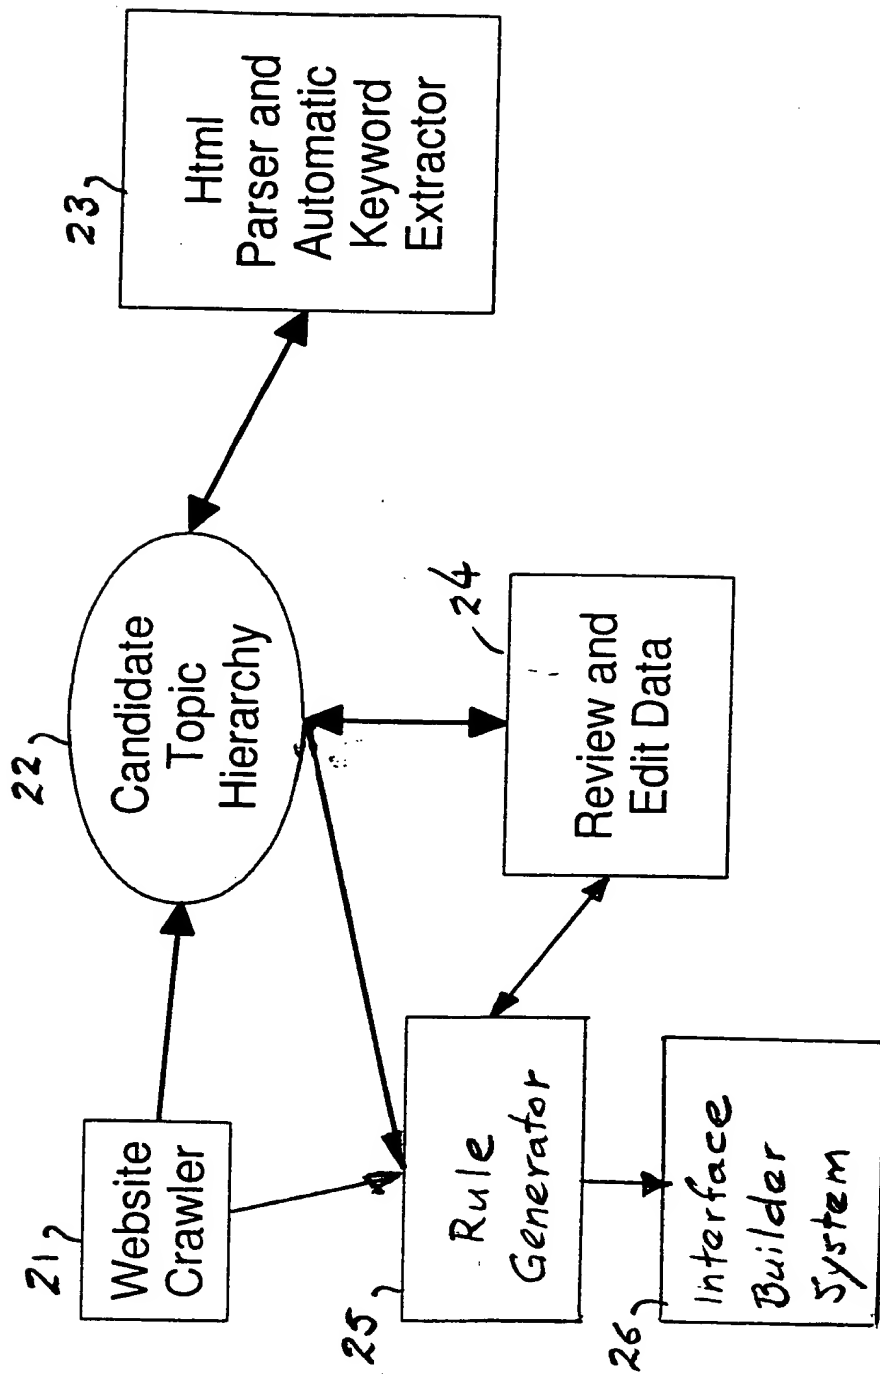 21
Website
Crawler
22
Candidate
Topic
Hierarchy
23
Html
Parser and
Automatic
Keyword
Extractor
24
Review and
Edit Data
25
Rule
Generator
26
Interface
Builder
System